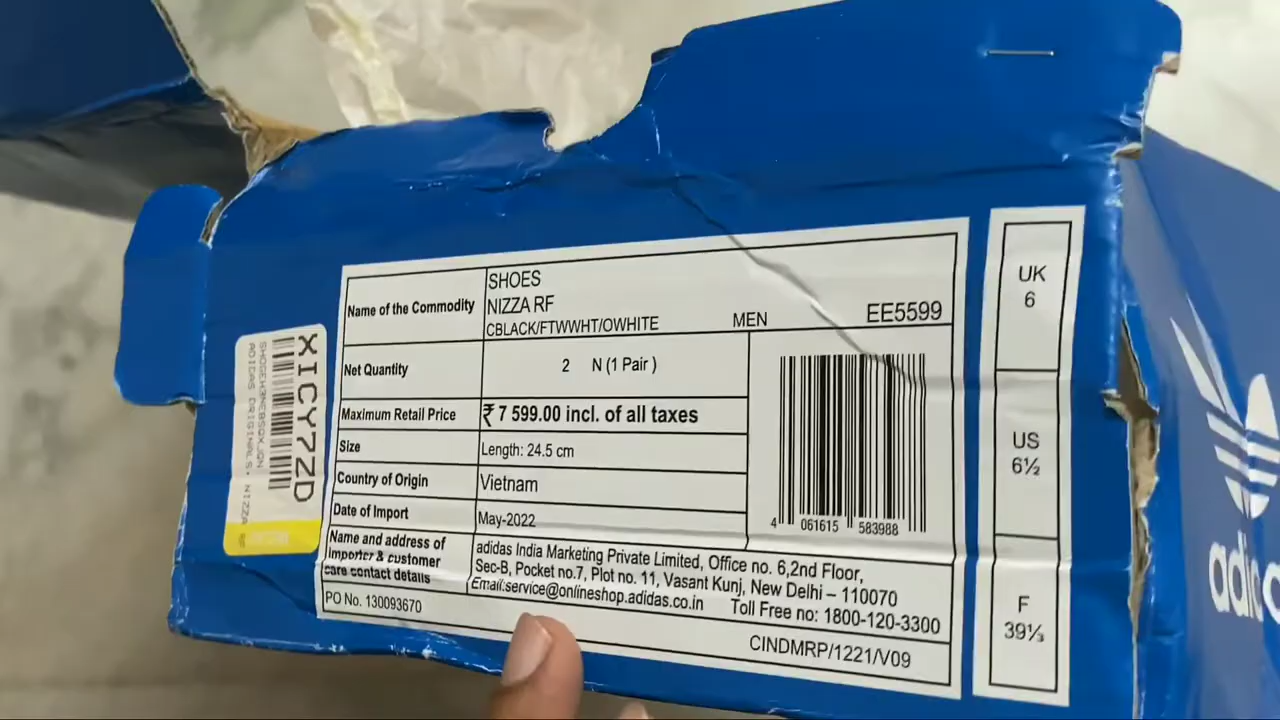 Name of the Commodity
SHOES
NIZZA RF
CBLACK/FTWWHT/OWHITE
MEN
EE5599
Net Quantity
2 N (1 Pair )
Maximum Retail Price
₹ 7 599.00 incl. of all taxes
Size
Length: 24.5 cm
Country of Origin
Vietnam
Date of Import
May-2022
Name and address of
importer & customer
care contact details
adidas India Marketing Private Limited, Office no. 6,2nd Floor,
Sec-B, Pocket no.7, Plot no. 11, Vasant Kunj, New Delhi – 110070
Email:service@onlineshop.adidas.co.in Toll Free no: 1800-120-3300
PO No. 130093670
CINDMRP/1221/V09
4 061615 583988
UK
6
US
6½
F
39⅓
XICY7ZD
ADIDAS ORIGINALS, NIZZA RF
adidas